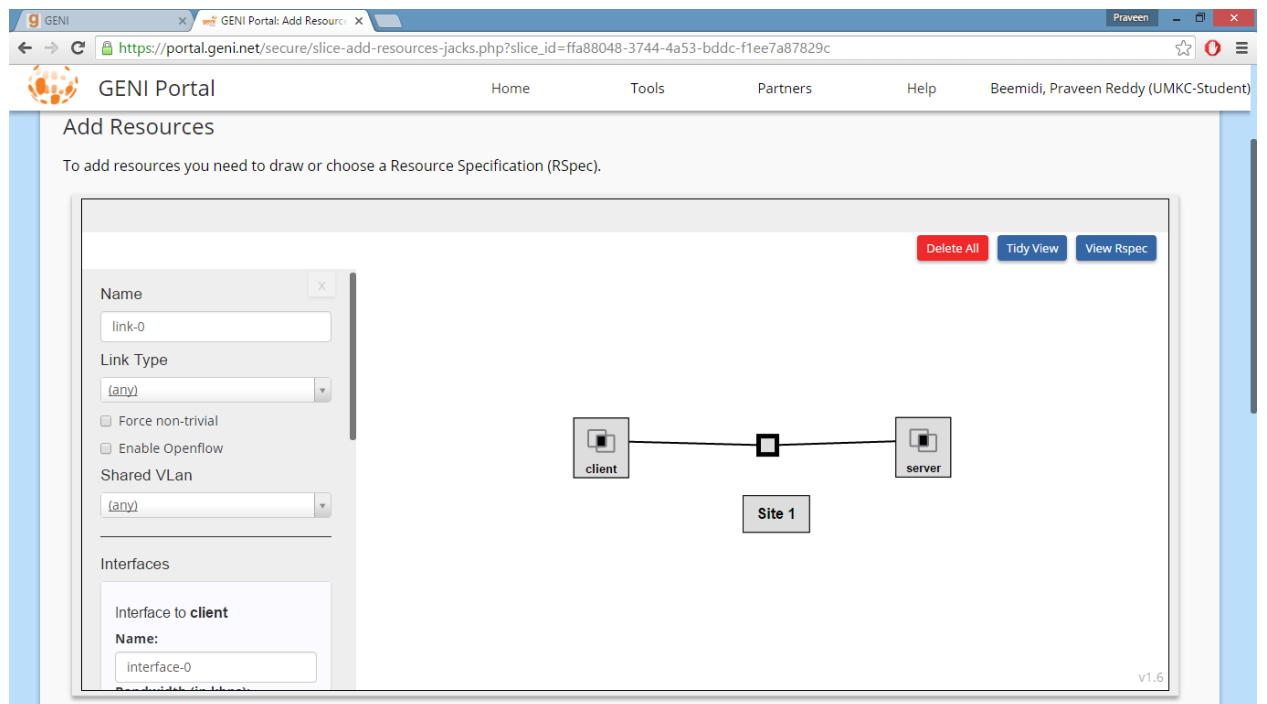 GENI
GENI Portal: Add Resource
Praveen
https://portal.geni.net/secure/slice-add-resources-jacks.php?slice_id=ffa88048-3744-4a53-bddc-f1ee7a87829c
GENI Portal Home Tools Partners Help Beemidi, Praveen Reddy (UMKC-Student)
Add Resources
To add resources you need to draw or choose a Resource Specification (RSpec).
Delete All Tidy View View Rspec
Name
X
link-0
Link Type
(any)
Force non-trivial
Enable Openflow
Shared VLan
(any)
Interfaces
Interface to client
Name:
interface-0
Bandwidth (in kbps):
client
server
Site 1
v1.6